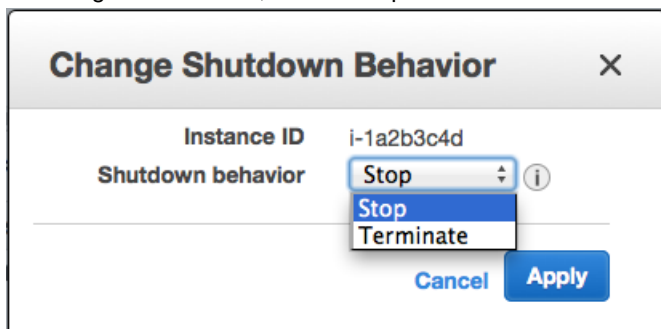 Change Shutdown Behavior ×
Instance ID i-1a2b3c4d
Shutdown behavior Stop i
Stop
Terminate
Cancel Apply